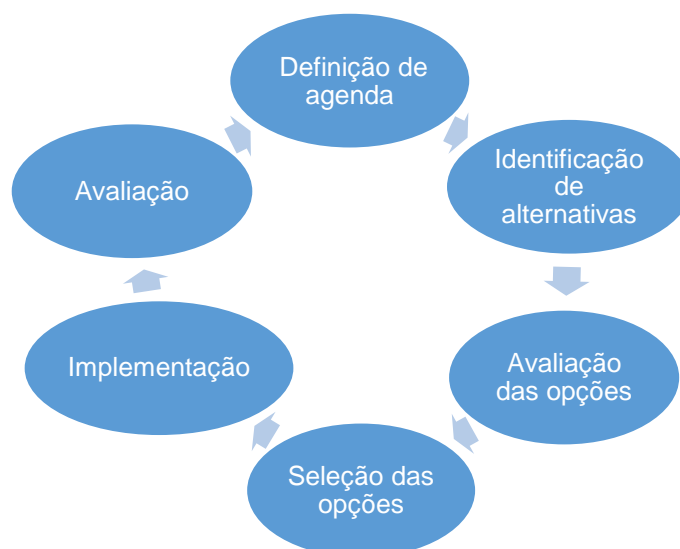 Definição de
agenda
Identificação
de
alternativas
Avaliação
das opções
Seleção das
opções
Implementação
Avaliação